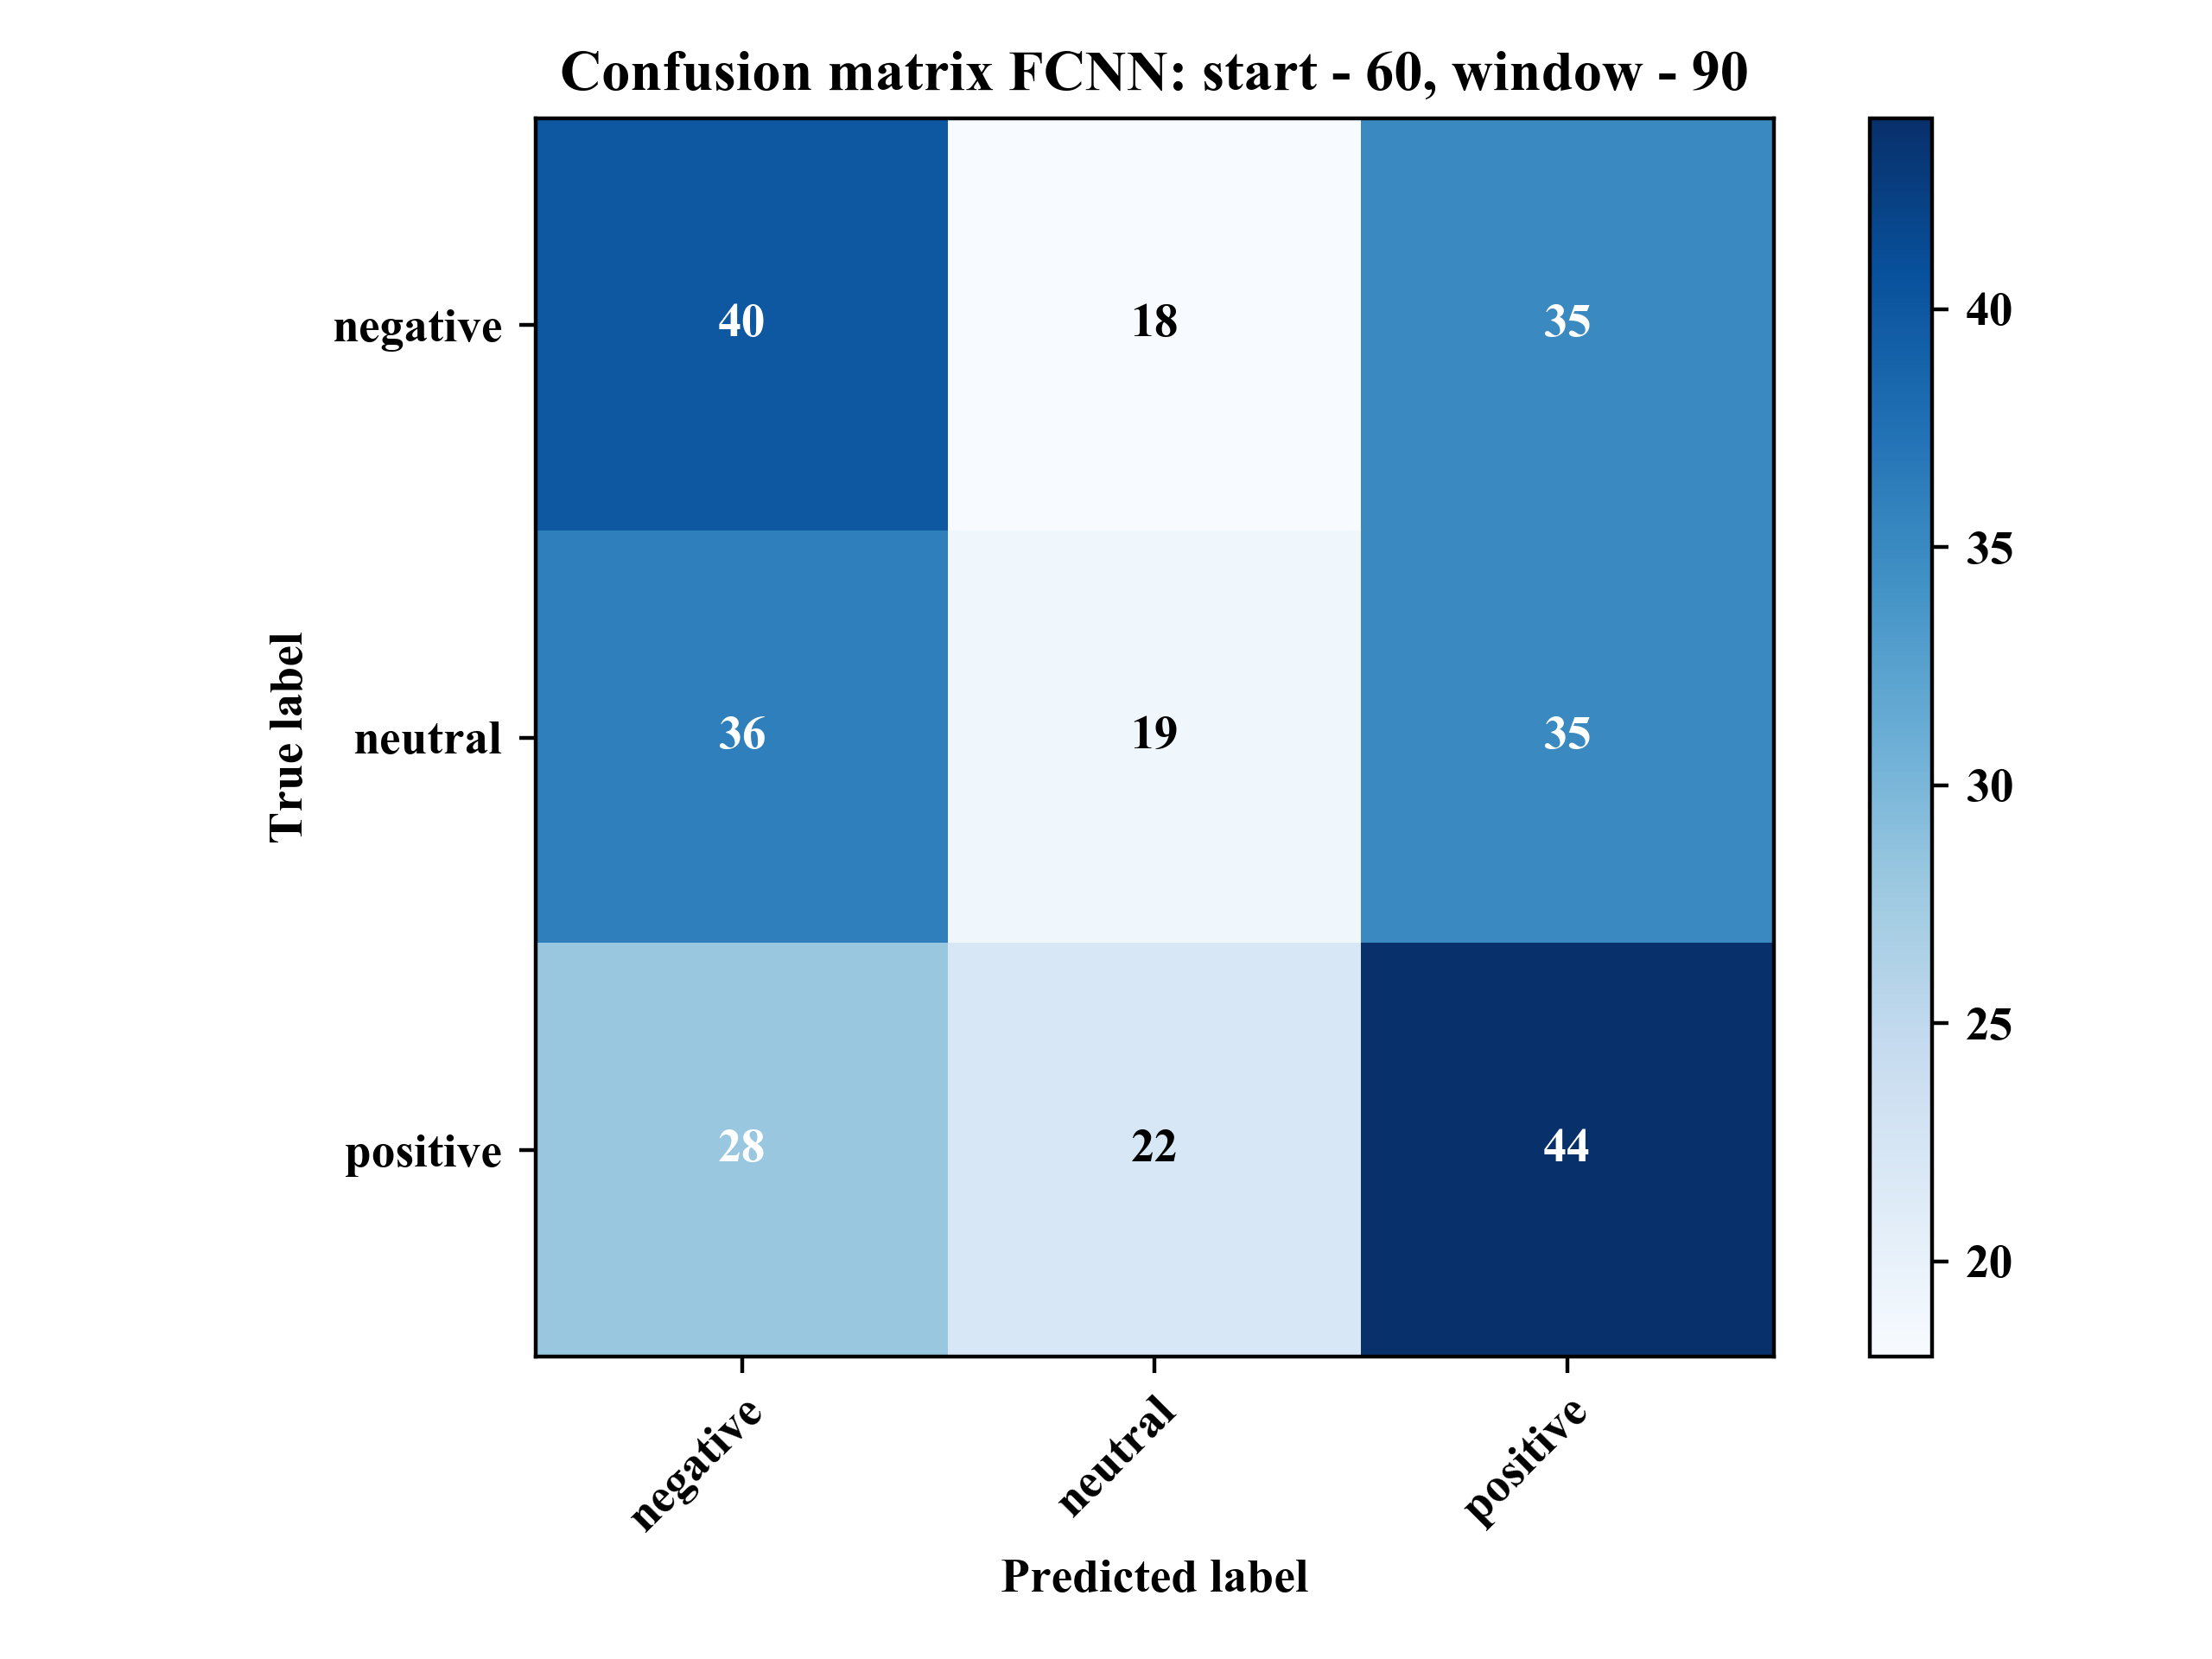 Confusion matrix FCNN: start - 60, window - 90
True label
negative
40
18
35
neutral
36
19
35
positive
28
22
44
negative
neutral
positive
Predicted label
40
35
30
25
20